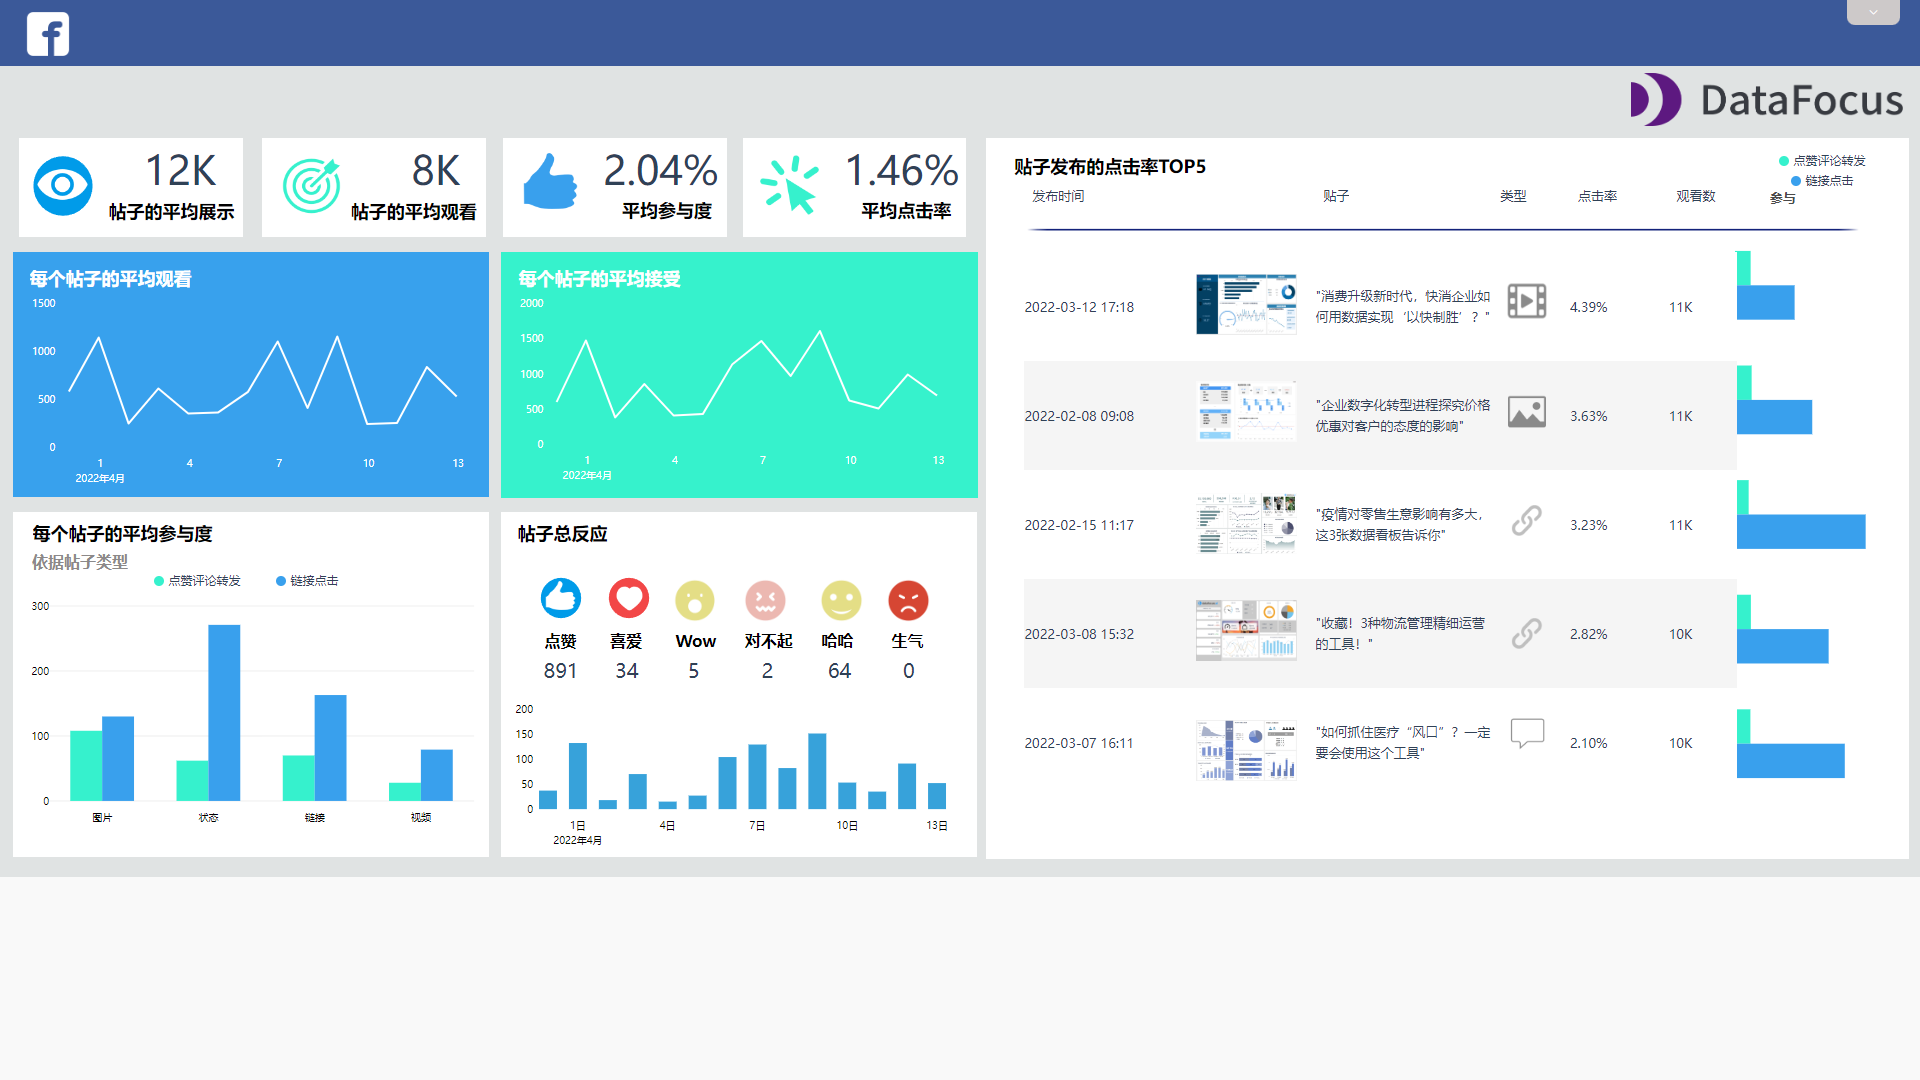 DataFocus
12K
帖子的平均展示
8K
帖子的平均观看
2.04%
平均参与度
1.46%
平均点击率
每个帖子的平均观看
1500
1000
500
0
1 4 7 10 13
2022年4月
每个帖子的平均接受
2000
1500
1000
500
0
1 4 7 10 13
2022年4月
每个帖子的平均参与度
依据帖子类型
点赞评论转发 链接点击
300
200
100
0
图片 状态 链接 视频
帖子总反应
点赞 喜爱 Wow 对不起 哈哈 生气
891 34 5 2 64 0
200
150
100
50
0
1日 4日 7日 10日 13日
2022年4月
贴子发布的点击率TOP5
点赞评论转发
链接点击
发布时间 贴子 类型 点击率 观看数 参与
2022-03-12 17:18 "消费升级新时代，快消企业如
何用数据实现‘以快制胜’？" 4.39% 11K
2022-02-08 09:08 "企业数字化转型进程探究价格
优惠对客户的态度的影响" 3.63% 11K
2022-02-15 11:17 "疫情对零售生意影响有多大，
这3张数据看板告诉你" 3.23% 11K
2022-03-08 15:32 "收藏！3种物流管理精细运营
的工具！" 2.82% 10K
2022-03-07 16:11 "如何抓住医疗“风口”？一定
要会使用这个工具" 2.10% 10K